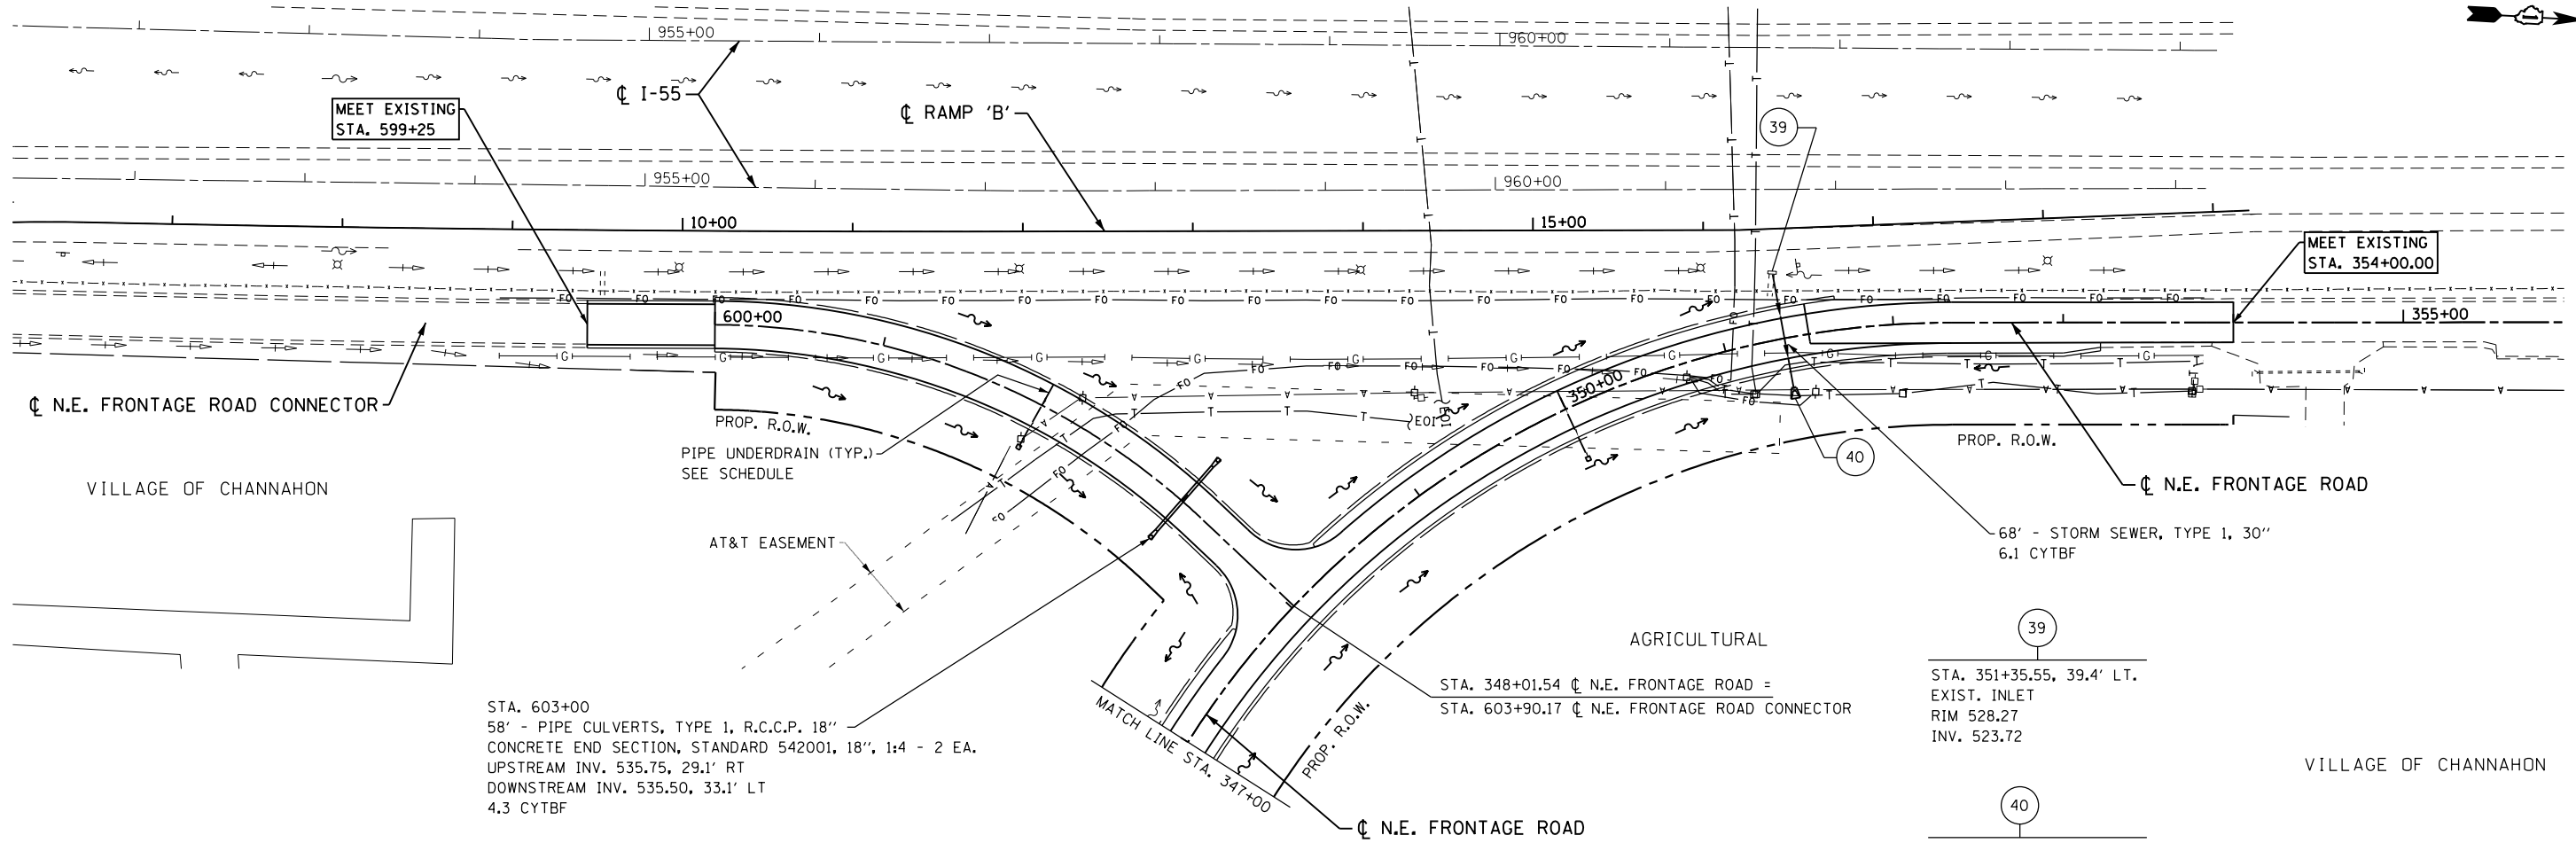 955+00
960+00
℄ I-55
MEET EXISTING
STA. 599+25
℄ RAMP 'B'
39
955+00
960+00
10+00
15+00
MEET EXISTING
STA. 354+00.00
600+00
355+00
350+00
℄ N.E. FRONTAGE ROAD CONNECTOR
PROP. R.O.W.
PIPE UNDERDRAIN (TYP.)
SEE SCHEDULE
PROP. R.O.W.
40
VILLAGE OF CHANNAHON
℄ N.E. FRONTAGE ROAD
AT&T EASEMENT
68' - STORM SEWER, TYPE 1, 30"
6.1 CYTBF
AGRICULTURAL
39
STA. 351+35.55, 39.4' LT.
EXIST. INLET
RIM 528.27
INV. 523.72
STA. 348+01.54 ℄ N.E. FRONTAGE ROAD =
STA. 603+90.17 ℄ N.E. FRONTAGE ROAD CONNECTOR
STA. 603+00
58' - PIPE CULVERTS, TYPE 1, R.C.C.P. 18"
CONCRETE END SECTION, STANDARD 542001, 18", 1:4 - 2 EA.
UPSTREAM INV. 535.75, 29.1' RT
DOWNSTREAM INV. 535.50, 33.1' LT
4.3 CYTBF
MATCH LINE STA. 347+00
PROP. R.O.W.
VILLAGE OF CHANNAHON
℄ N.E. FRONTAGE ROAD
40